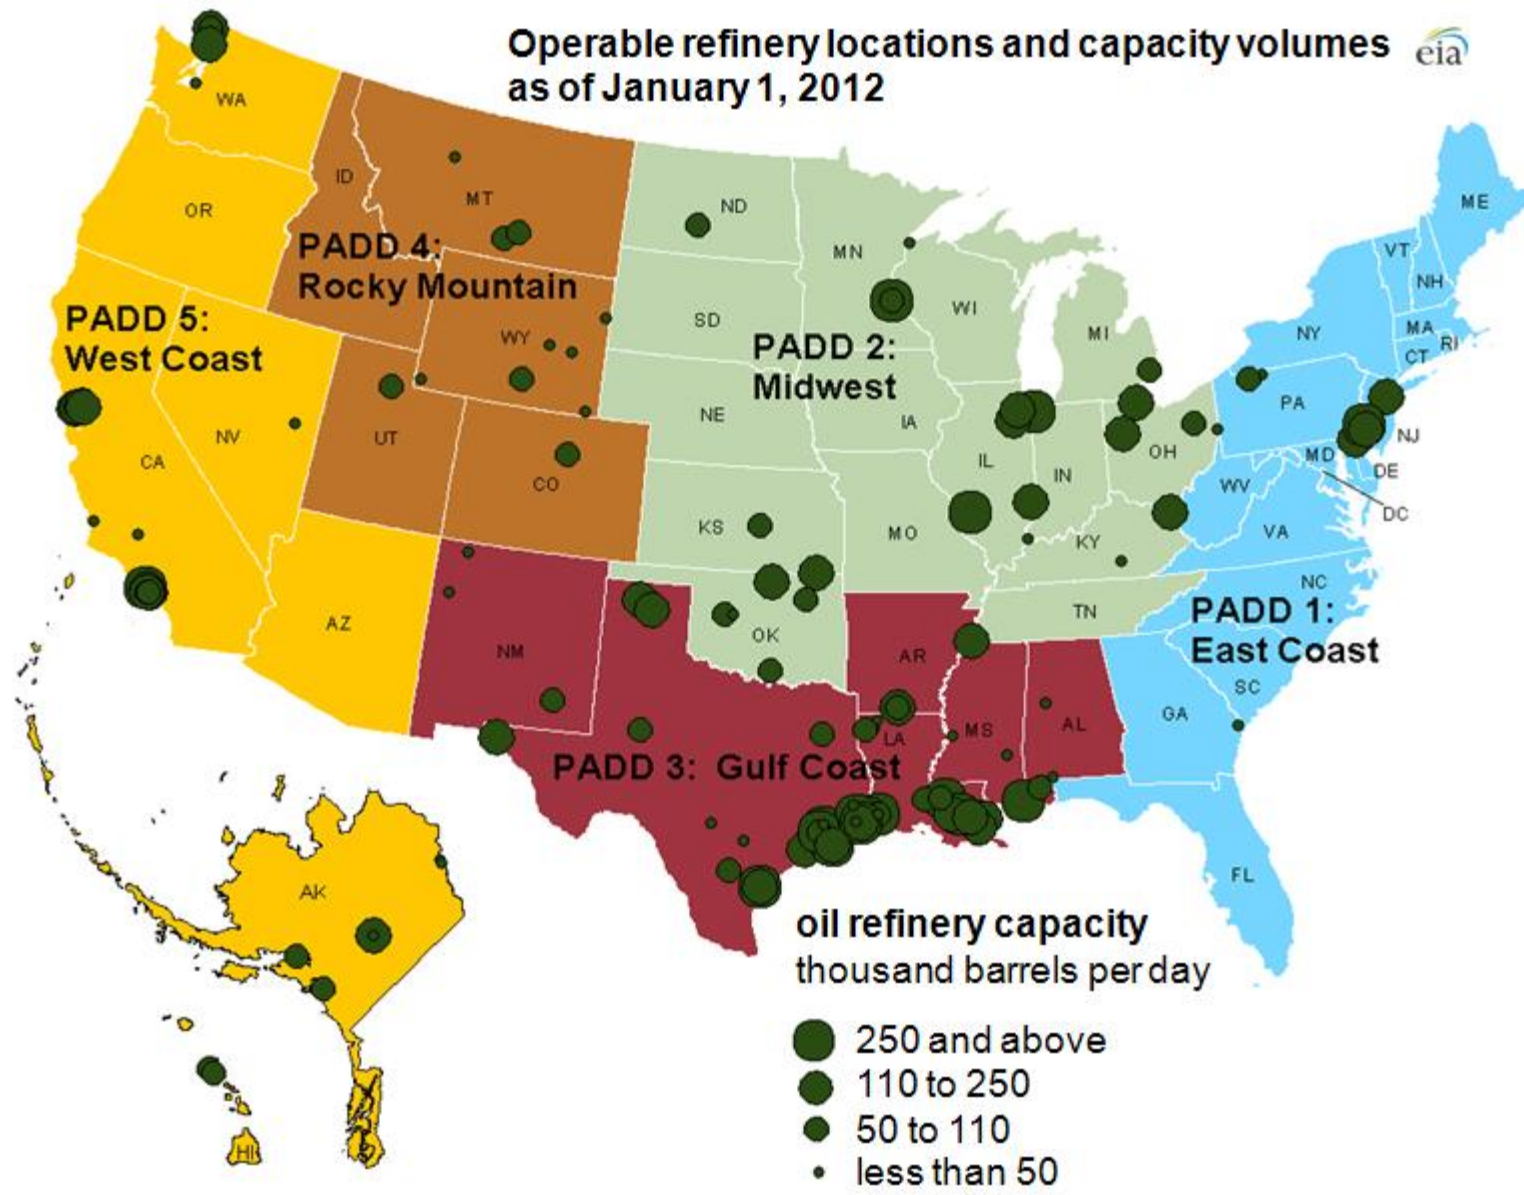 Operable refinery locations and capacity volumes
as of January 1, 2012
eia
WA
OR
ID
MT
ND
MN
WI
MI
ME
VT
NH
NY
MA
RI
CT
PADD 4:
Rocky Mountain
PADD 5:
West Coast
WY
SD
PADD 2:
Midwest
NE
IA
PA
NJ
NV
UT
CA
CO
IL
IN
OH
MD
DE
WV
DC
KS
MO
KY
VA
NC
PADD 1:
East Coast
TN
AZ
NM
OK
AR
SC
GA
MS
AL
LA
PADD 3: Gulf Coast
AK
FL
HI
oil refinery capacity
thousand barrels per day
250 and above
110 to 250
50 to 110
less than 50